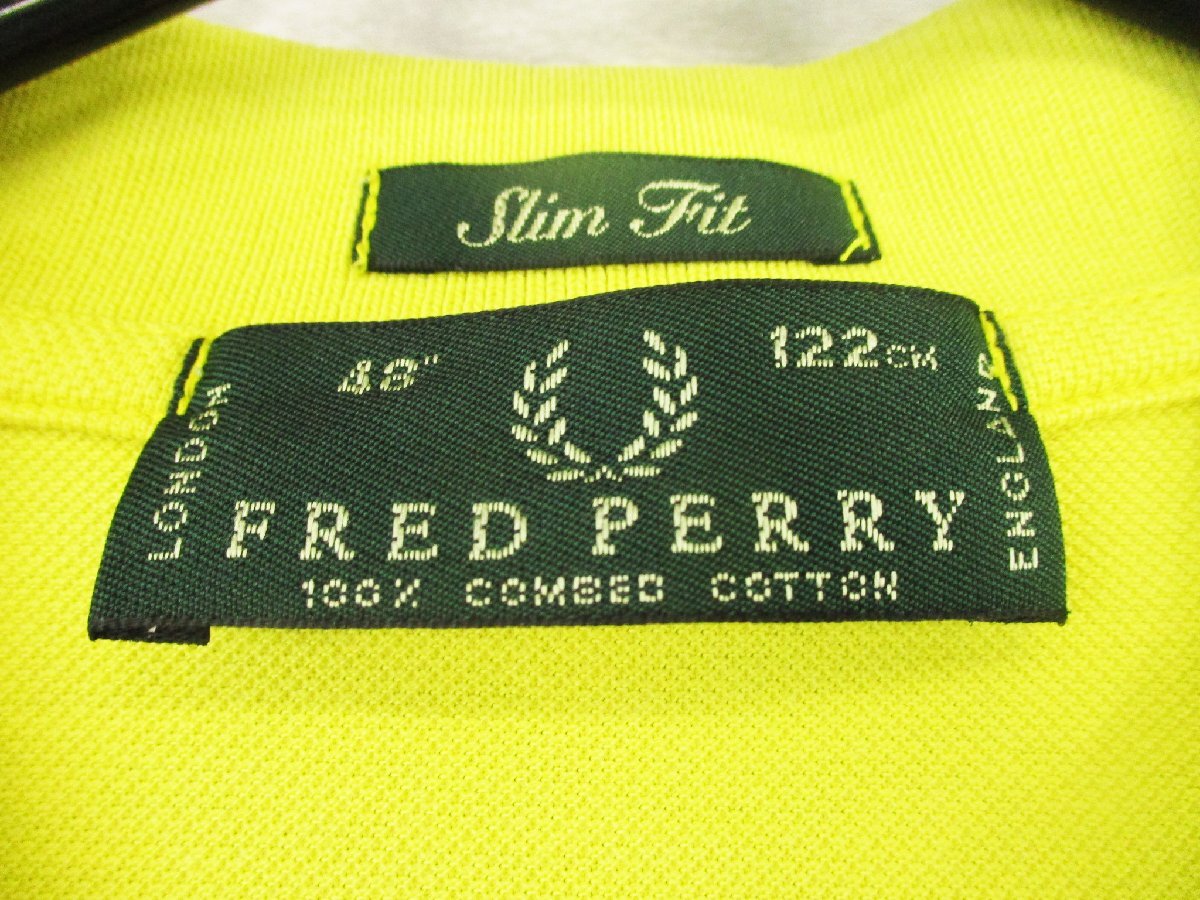 Slim Fit
48" 122CM
LONDON
ENGLAND
FRED PERRY
100% COMBED COTTON